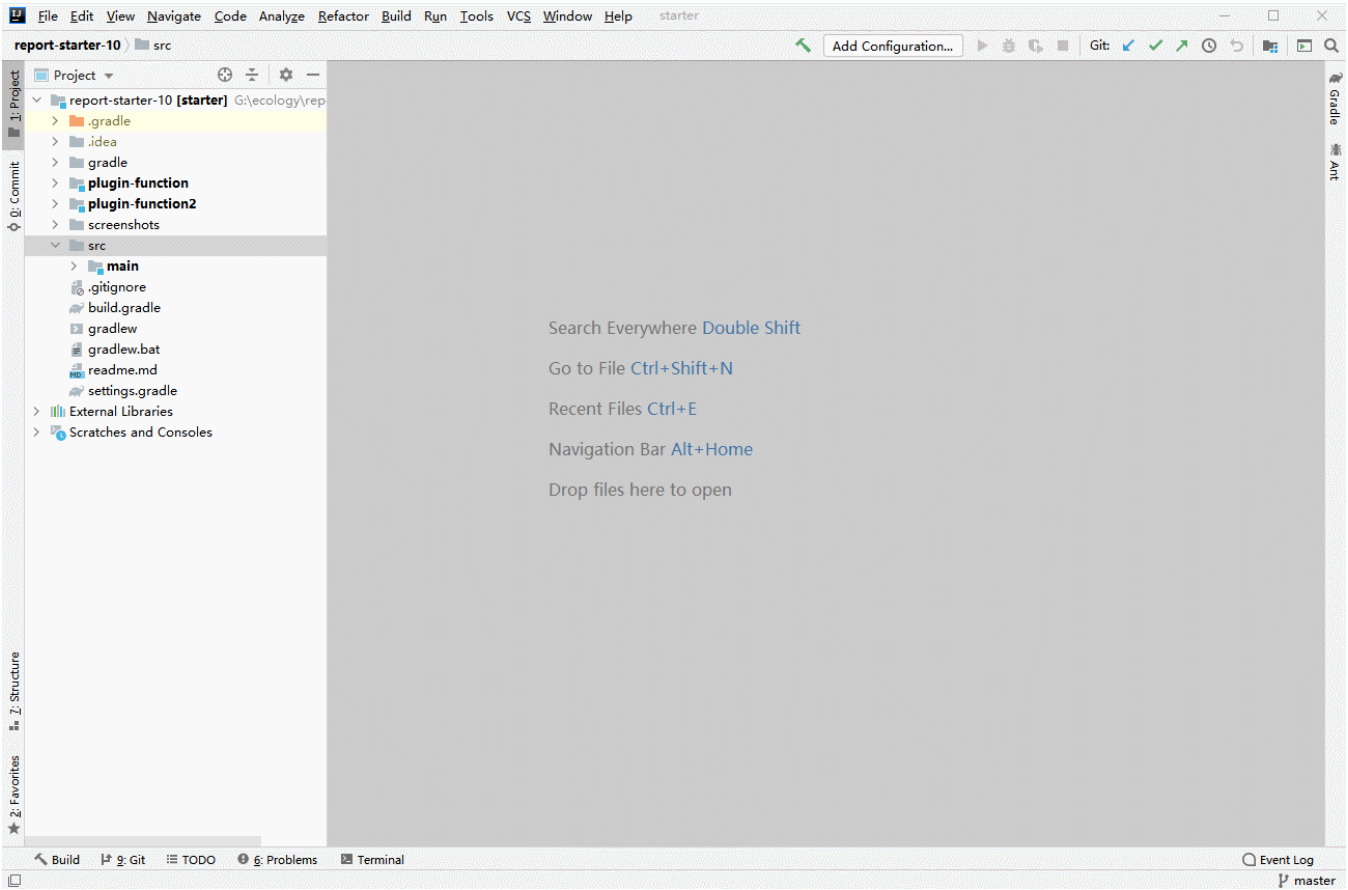 File Edit View Navigate Code Analyze Refactor Build Run Tools VCS Window Help starter
report-starter-10 src Add Configuration... Git:
Project
report-starter-10 [starter] G:\ecology\rep
.gradle
.idea
gradle
plugin-function
plugin-function2
screenshots
src
main
.gitignore
build.gradle
gradlew
gradlew.bat
readme.md
settings.gradle
External Libraries
Scratches and Consoles
1: Project
0: Commit
7: Structure
2: Favorites
Search Everywhere Double Shift
Go to File Ctrl+Shift+N
Recent Files Ctrl+E
Navigation Bar Alt+Home
Drop files here to open
Gradle
Ant
Build 9: Git TODO 6: Problems Terminal Event Log
master